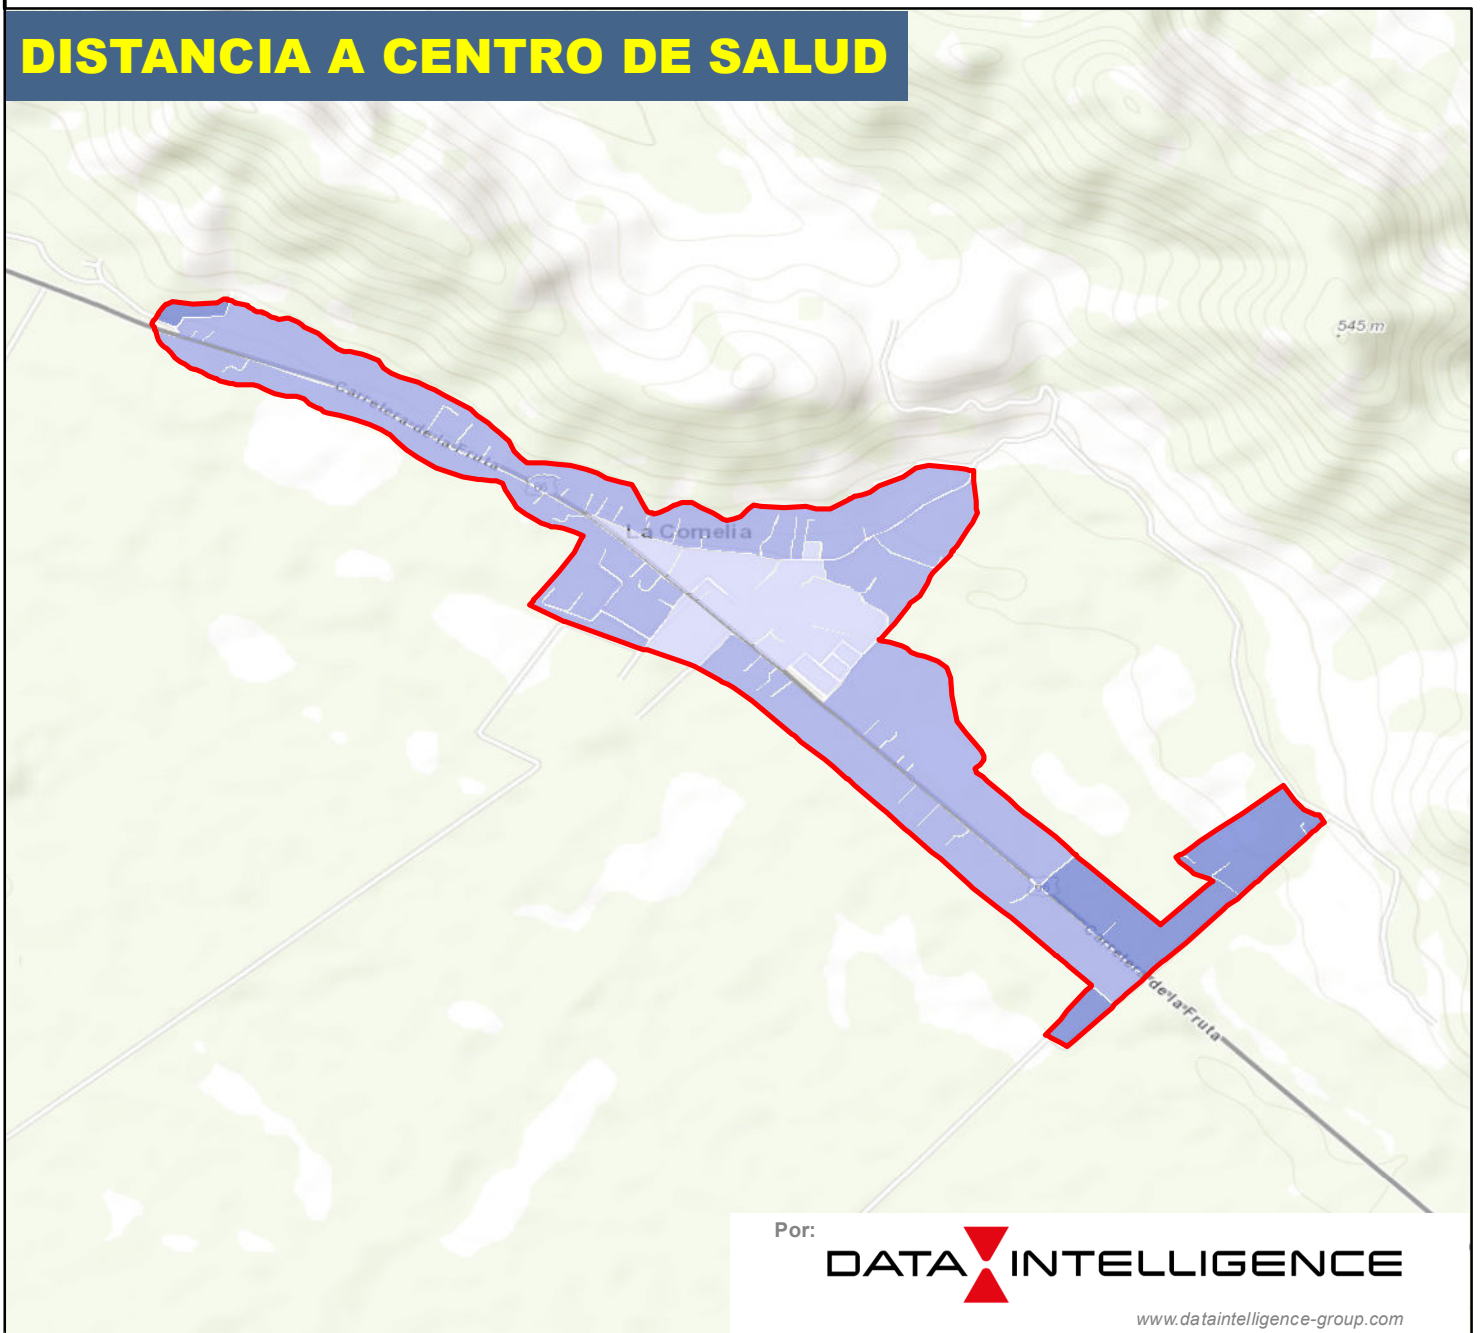 DISTANCIA A CENTRO DE SALUD
545 m
Carretera de la Fruta
La Cornelia
Carretera de la Fruta
Por:
DATA INTELLIGENCE
www.dataintelligence-group.com